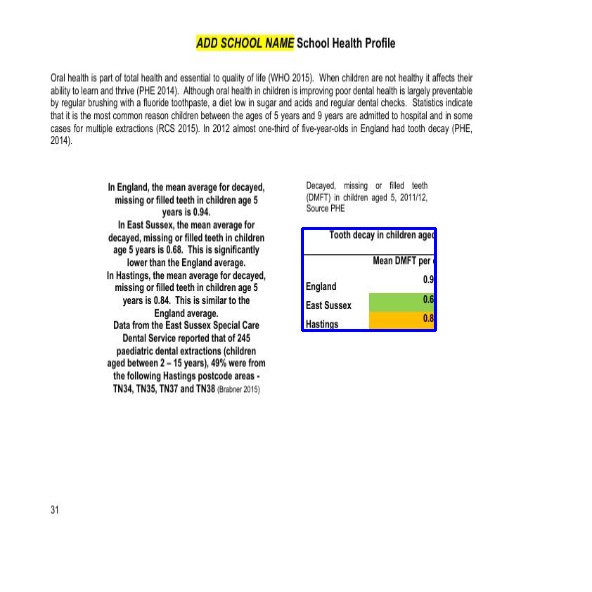 ADD SCHOOL NAME School Health Profile
Oral health is part of total health and essential to quality of life (WHO 2015). When children are not healthy it affects their
ability to learn and thrive (PHE 2014). Although oral health in children is improving poor dental health is largely preventable
by regular brushing with a fluoride toothpaste, a diet low in sugar and acids and regular dental checks. Statistics indicate
that it is the most common reason children between the ages of 5 years and 9 years are admitted to hospital and in some
cases for multiple extractions (RCS 2015). In 2012 almost one-third of five-year-olds in England had tooth decay (PHE,
2014).
In England, the mean average for decayed,
missing or filled teeth in children age 5
years is 0.94.
In East Sussex, the mean average for
decayed, missing or filled teeth in children
age 5 years is 0.68. This is significantly
lower than the England average.
In Hastings, the mean average for decayed,
missing or filled teeth in children age 5
years is 0.84. This is similar to the
England average.
Data from the East Sussex Special Care
Dental Service reported that of 245
paediatric dental extractions (children
aged between 2 – 15 years), 49% were from
the following Hastings postcode areas -
TN34, TN35, TN37 and TN38 (Brabner 2015)
Decayed, missing or filled teeth
(DMFT) in children aged 5, 2011/12,
Source PHE
Tooth decay in children aged
Mean DMFT per
England 0.9
East Sussex 0.6
Hastings 0.8
31